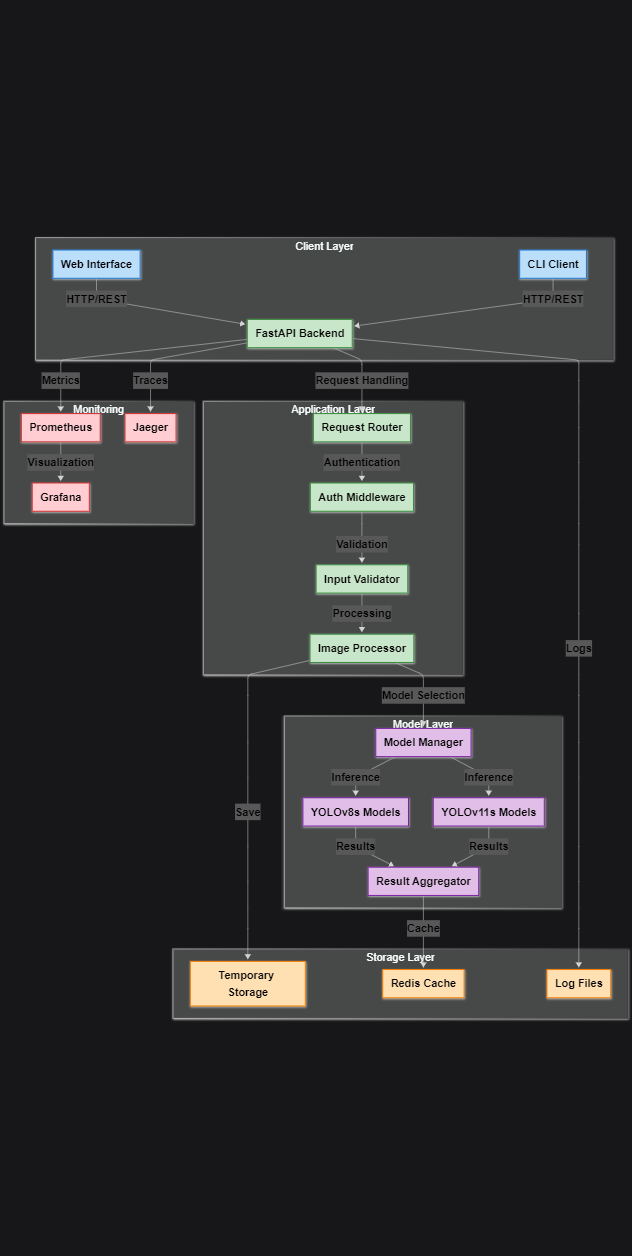 Client Layer
Web Interface
CLI Client
HTTP/REST
HTTP/REST
FastAPI Backend
Metrics
Traces
Request Handling
Monitoring
Application Layer
Prometheus
Jaeger
Request Router
Visualization
Authentication
Grafana
Auth Middleware
Validation
Input Validator
Processing
Image Processor
Logs
Model Selection
Model Layer
Model Manager
Inference
Inference
Save
YOLOv8s Models
YOLOv11s Models
Results
Results
Result Aggregator
Cache
Storage Layer
Temporary
Storage
Redis Cache
Log Files